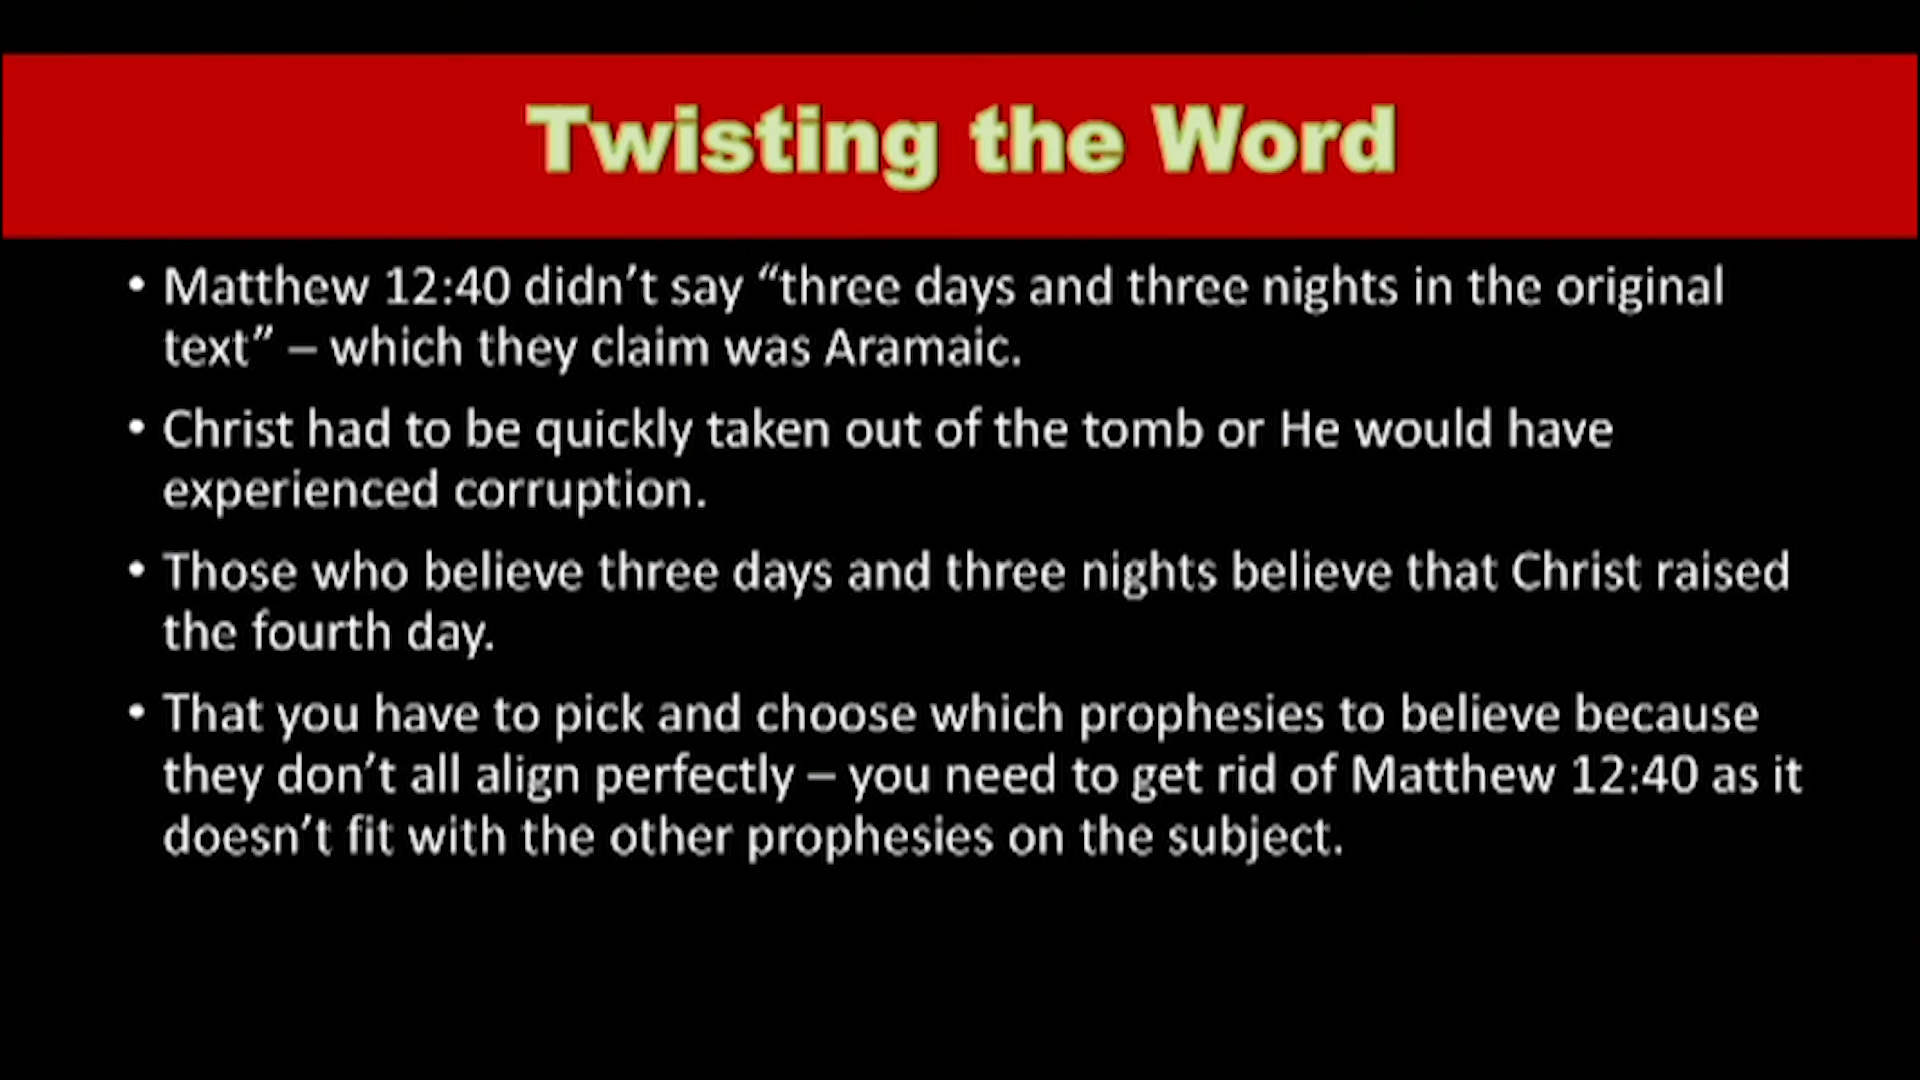 Twisting the Word
• Matthew 12:40 didn’t say “three days and three nights in the original
text” – which they claim was Aramaic.
• Christ had to be quickly taken out of the tomb or He would have
experienced corruption.
• Those who believe three days and three nights believe that Christ raised
the fourth day.
• That you have to pick and choose which prophesies to believe because
they don’t all align perfectly – you need to get rid of Matthew 12:40 as it
doesn’t fit with the other prophesies on the subject.